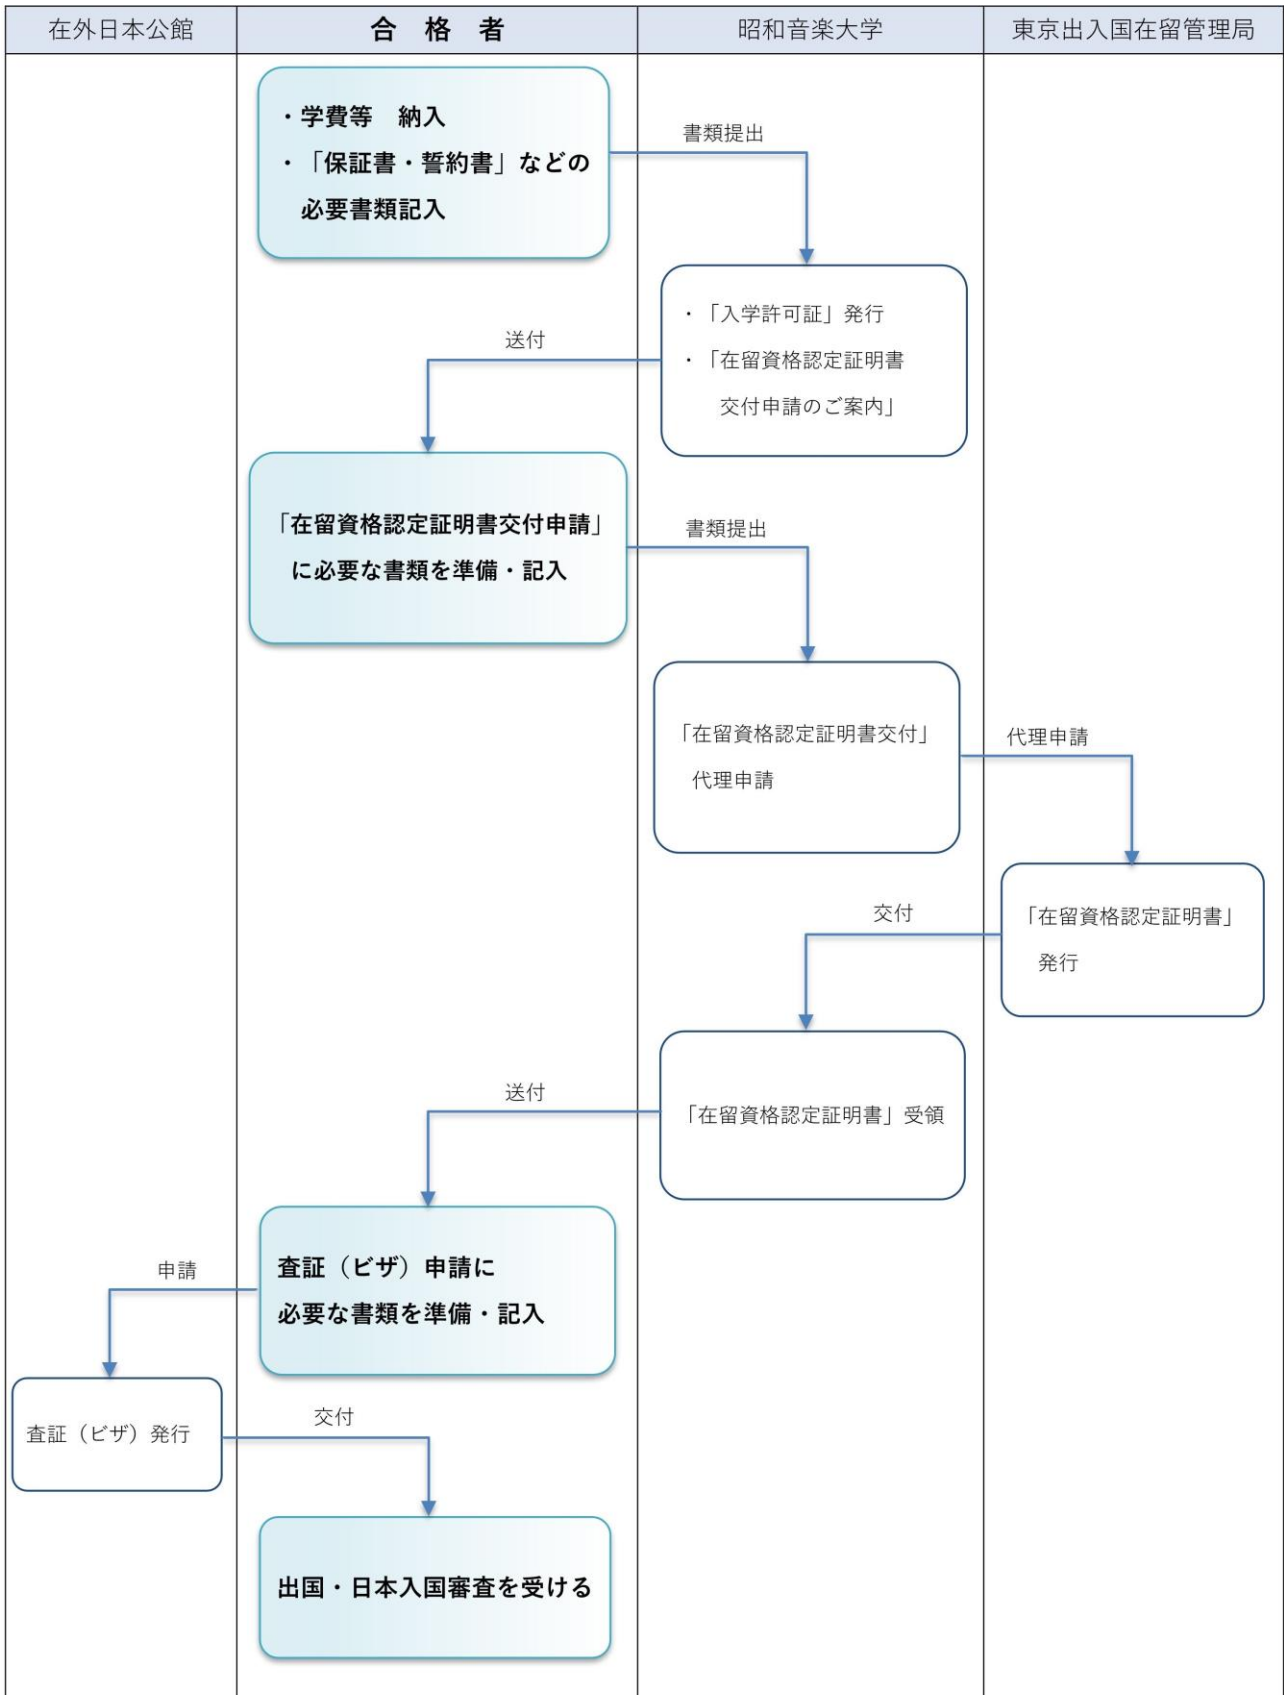 在外日本公館
合　格　者
昭和音楽大学
東京出入国在留管理局
・学費等　納入
・「保証書・誓約書」などの
必要書類記入
書類提出
・「入学許可証」発行
・「在留資格認定証明書
交付申請のご案内」
送付
「在留資格認定証明書交付申請」
に必要な書類を準備・記入
書類提出
「在留資格認定証明書交付」
代理申請
代理申請
「在留資格認定証明書」
発行
交付
「在留資格認定証明書」受領
送付
査証（ビザ）申請に
必要な書類を準備・記入
申請
査証（ビザ）発行
交付
出国・日本入国審査を受ける